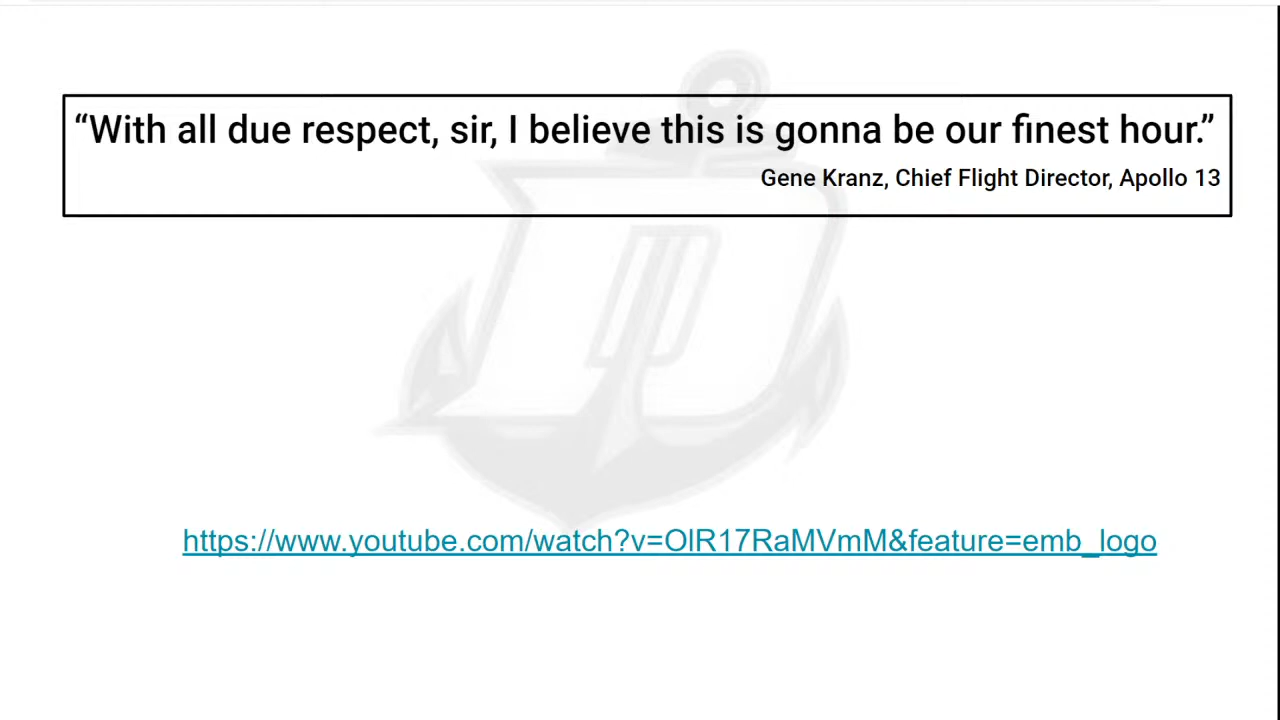 “With all due respect, sir, I believe this is gonna be our finest hour.”
Gene Kranz, Chief Flight Director, Apollo 13
https://www.youtube.com/watch?v=OlR17RaMVmM&feature=emb_logo